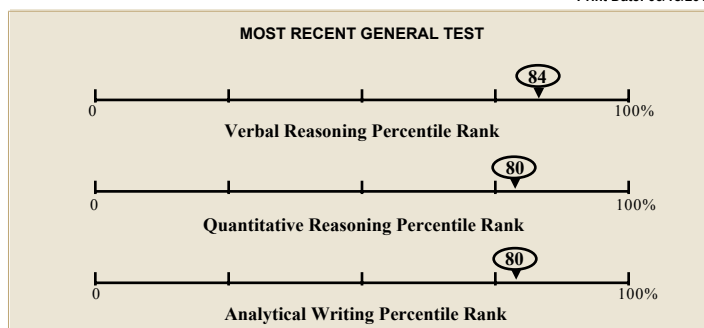 MOST RECENT GENERAL TEST
84
0 100%
Verbal Reasoning Percentile Rank
80
0 100%
Quantitative Reasoning Percentile Rank
80
0 100%
Analytical Writing Percentile Rank